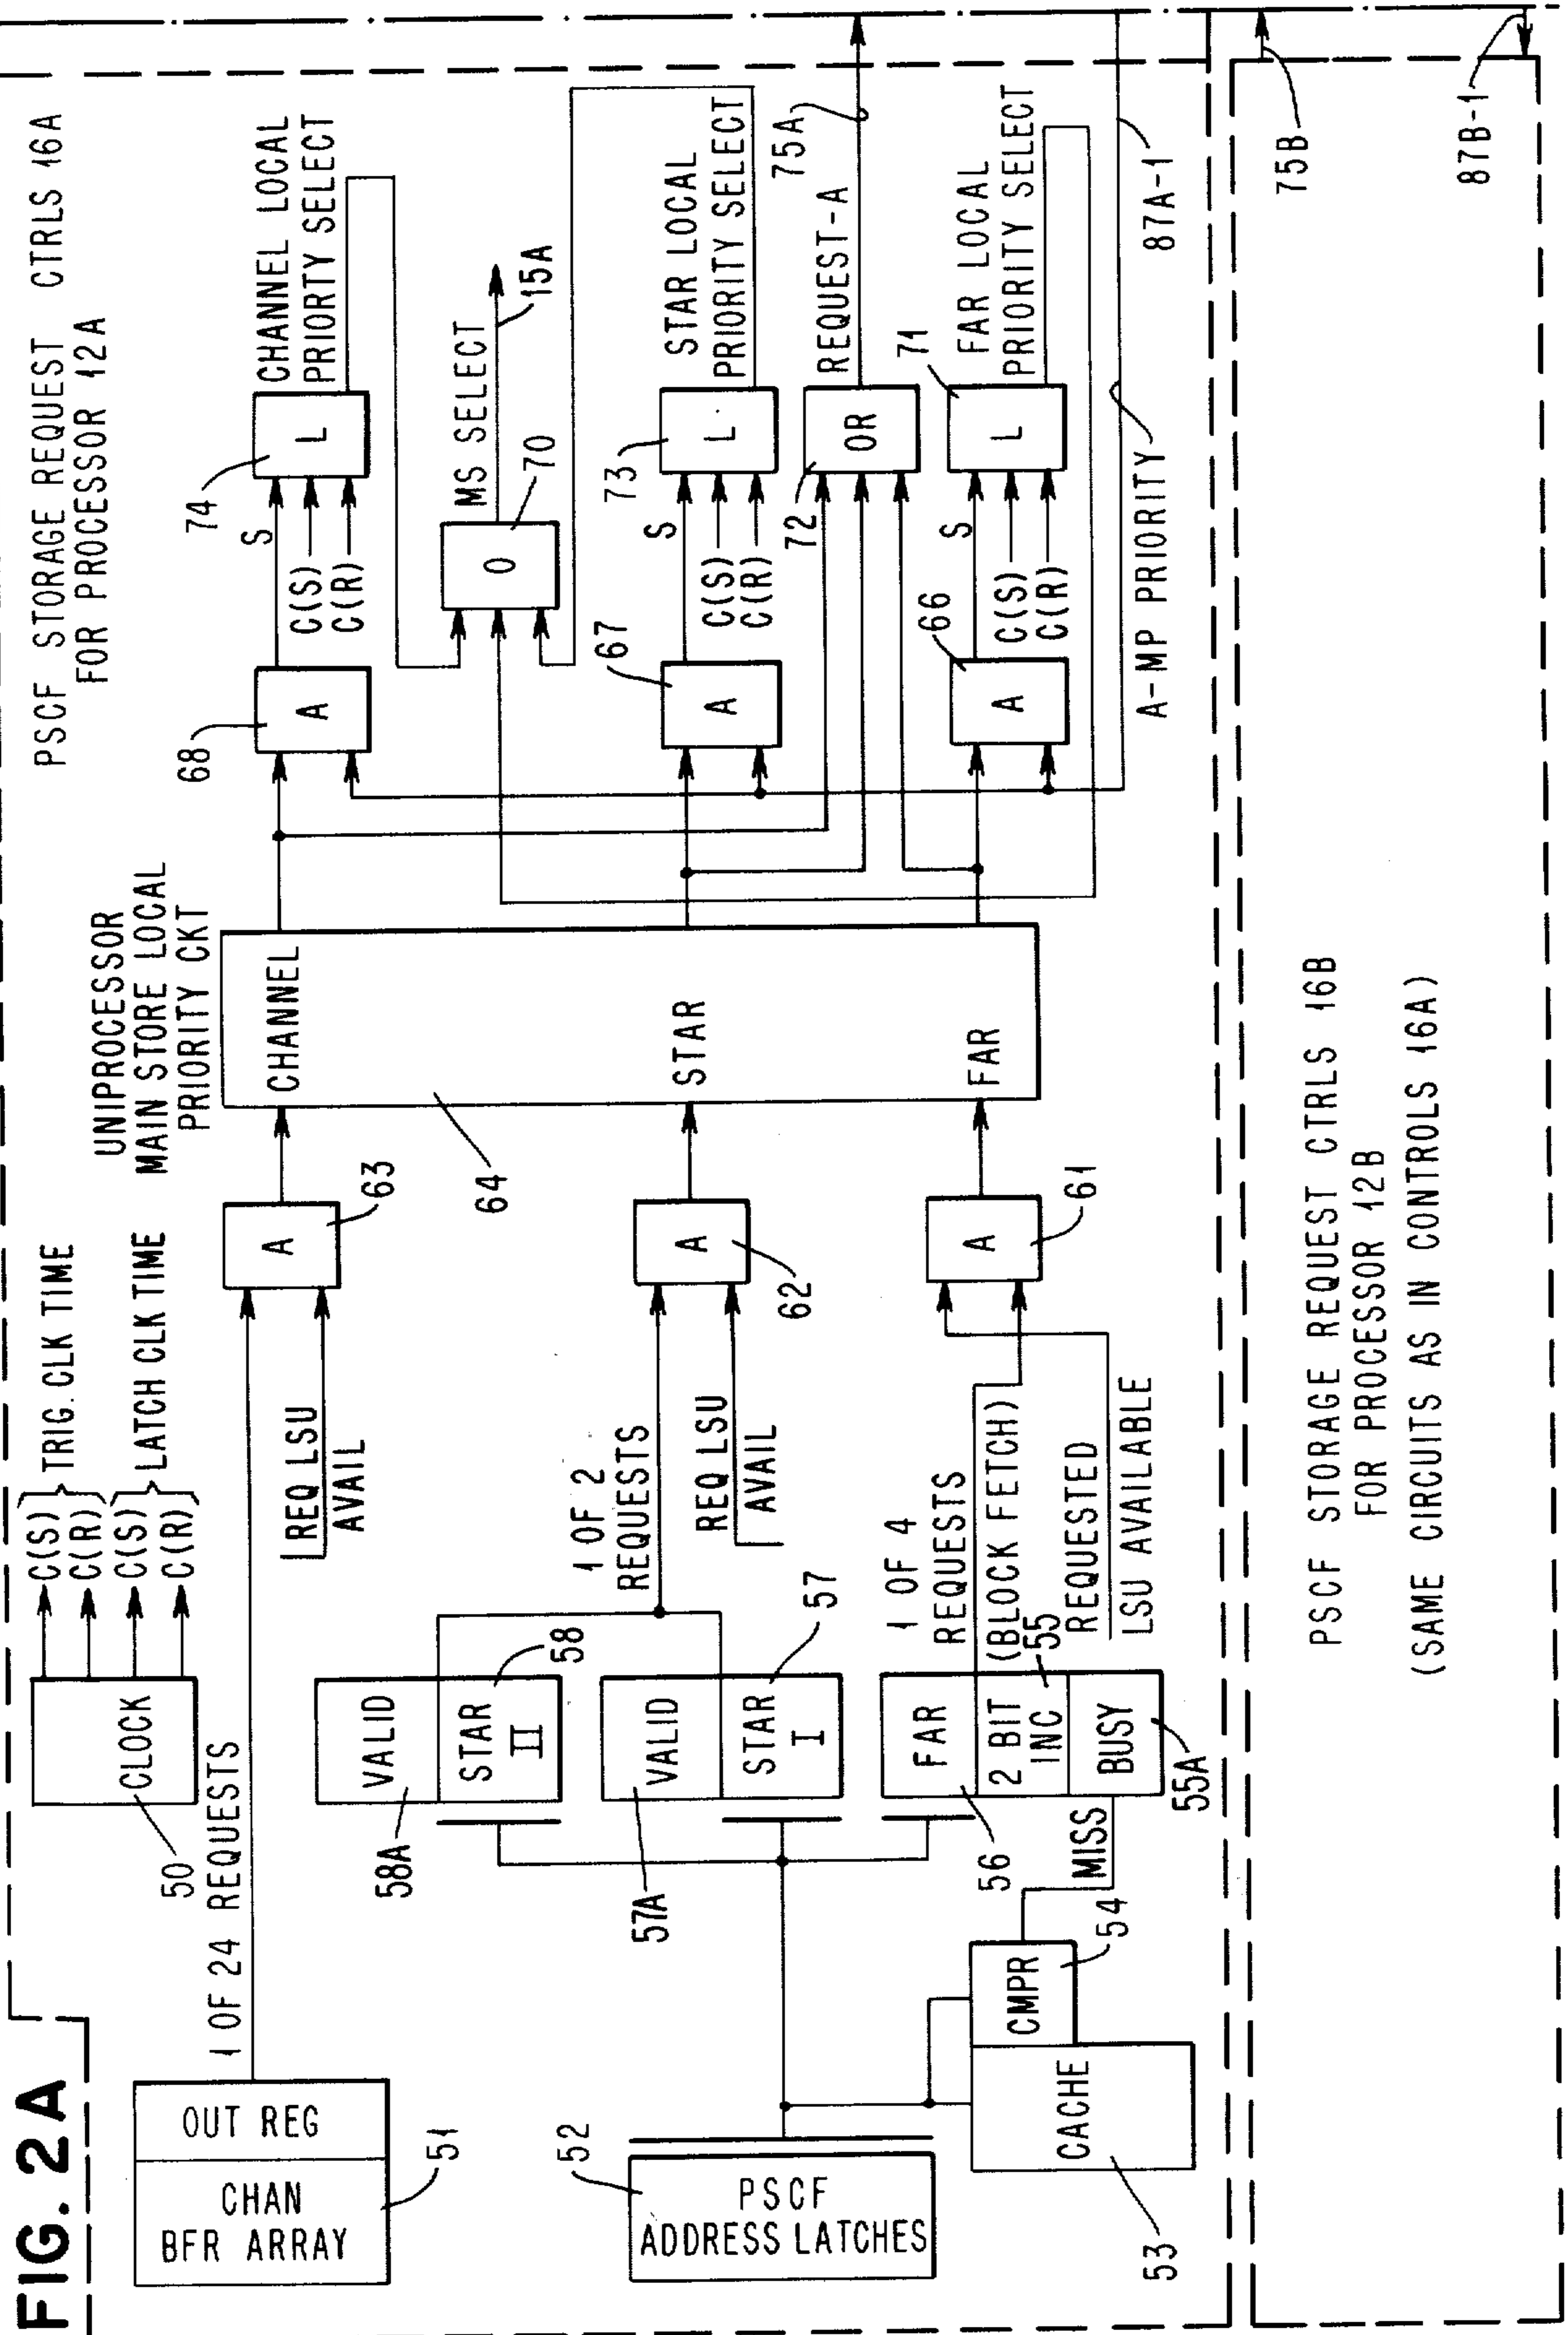 FIG. 2A
PSCF STORAGE REQUEST CTRLS 16A
FOR PROCESSOR 12A
CLOCK
50
C(S)
C(R)
TRIG. CLK TIME
C(S)
C(R)
LATCH CLK TIME
UNIPROCESSOR
MAIN STORE LOCAL
PRIORITY CKT
CHAN
BFR ARRAY
OUT REG
51
1 OF 24 REQUESTS
REQ LSU
AVAIL
A
63
CHANNEL
STAR
FAR
64
68
A
S
C(S)
C(R)
74
L
CHANNEL LOCAL
PRIORTY SELECT
O
70
MS SELECT
15A
VALID
58A
STAR
II
58
VALID
57A
STAR
I
57
1 OF 2
REQUESTS
REQ LSU
AVAIL
A
62
67
A
S
C(S)
C(R)
73
L
STAR LOCAL
PRIORITY SELECT
72
OR
REQUEST-A
75A
52
PSCF
ADDRESS LATCHES
CACHE
53
CMPR
54
MISS
FAR
56
2 BIT
INC
55
BUSY
55A
1 OF 4
REQUESTS
(BLOCK FETCH)
REQUESTED
LSU AVAILABLE
A
61
66
A
S
C(S)
C(R)
71
L
FAR LOCAL
PRIORITY SELECT
A-MP PRIORITY
87A-1
PSCF STORAGE REQUEST CTRLS 16B
FOR PROCESSOR 12B
(SAME CIRCUITS AS IN CONTROLS 16A)
75B
87B-1